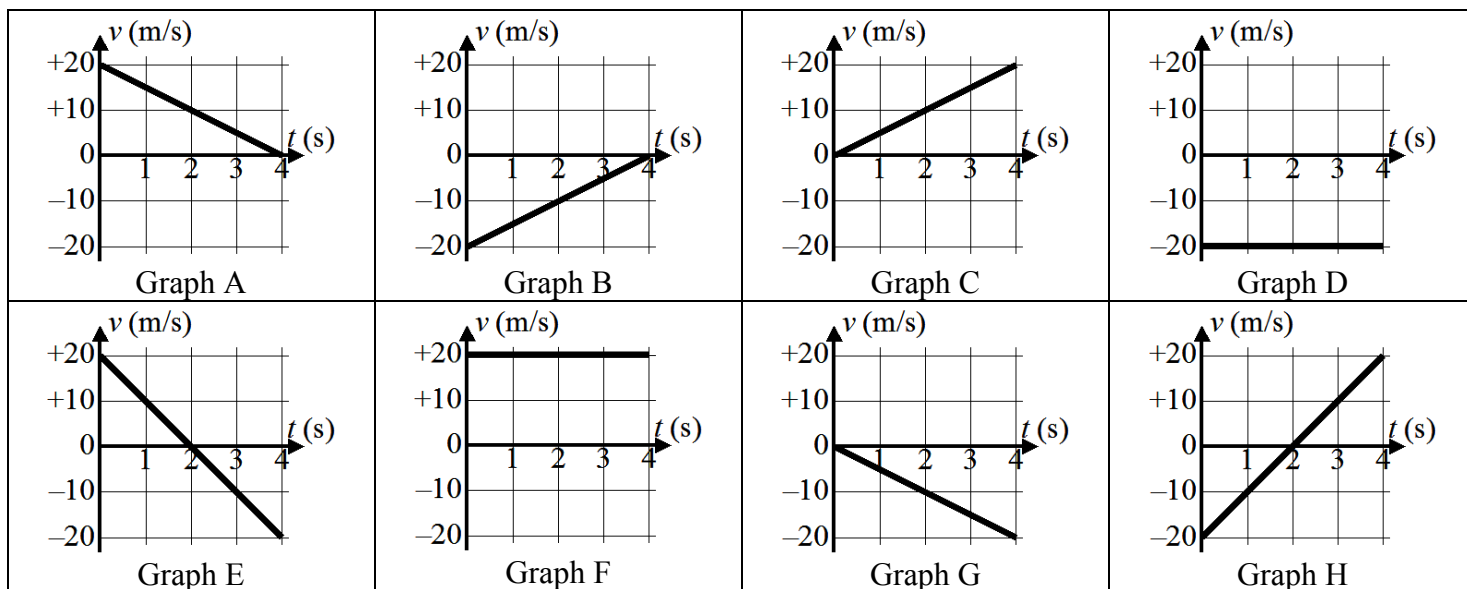 v (m/s)
+20
+10
0
–10
–20
t (s)
1 2 3 4
Graph A
v (m/s)
+20
+10
0
–10
–20
t (s)
1 2 3 4
Graph B
v (m/s)
+20
+10
0
–10
–20
t (s)
1 2 3 4
Graph C
v (m/s)
+20
+10
0
–10
–20
t (s)
1 2 3 4
Graph D
v (m/s)
+20
+10
0
–10
–20
t (s)
1 2 3 4
Graph E
v (m/s)
+20
+10
0
–10
–20
t (s)
1 2 3 4
Graph F
v (m/s)
+20
+10
0
–10
–20
t (s)
1 2 3 4
Graph G
v (m/s)
+20
+10
0
–10
–20
t (s)
1 2 3 4
Graph H